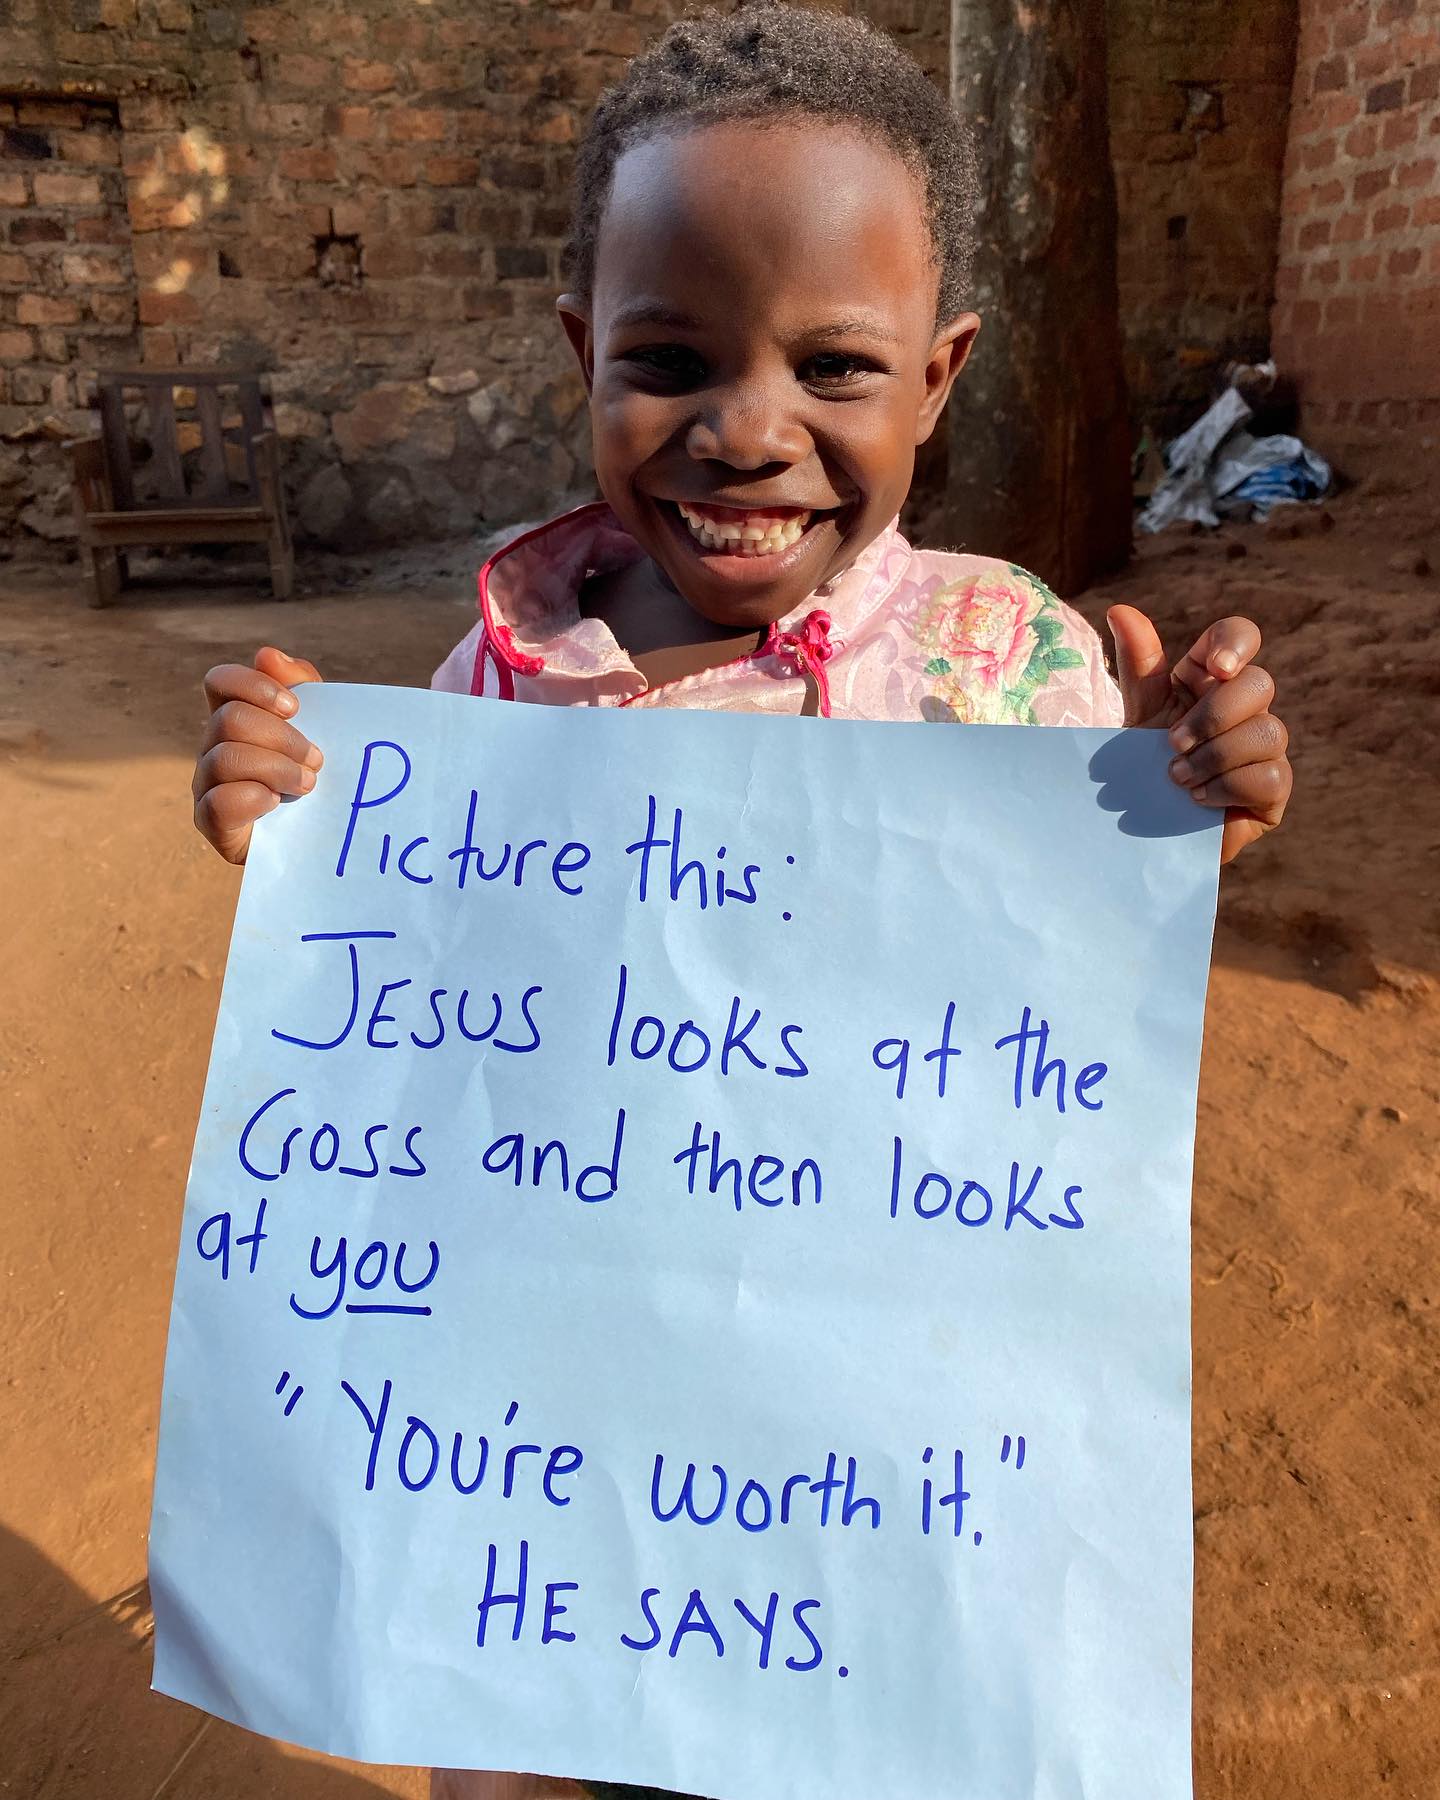 Picture this:
JESUS looks at the
Cross and then looks
at you
"You're worth it."
HE SAYS.